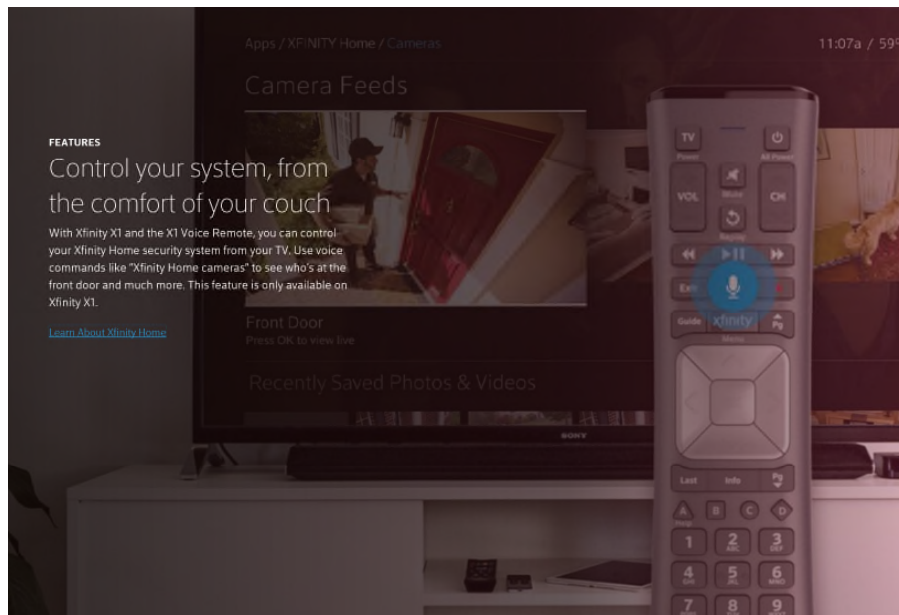 Apps / XFINITY Home / Cameras
11:07a / 59°
Camera Feeds
FEATURES
Control your system, from
the comfort of your couch
With Xfinity X1 and the X1 Voice Remote, you can control
your Xfinity Home security system from your TV. Use voice
commands like "Xfinity Home cameras" to see who's at the
front door and much more. This feature is only available on
Xfinity X1.
Learn About Xfinity Home
Front Door
Press OK to view live
Recently Saved Photos & Videos
SONY
TV
Power
All Power
VOL
Mute
CH
Exit
Guide
xfinity
Pg
Menu
Last
Info
Pg
A
B
C
D
Help
1
2
ABC
3
DEF
4
GHI
5
JKL
6
MNO
7
8
9